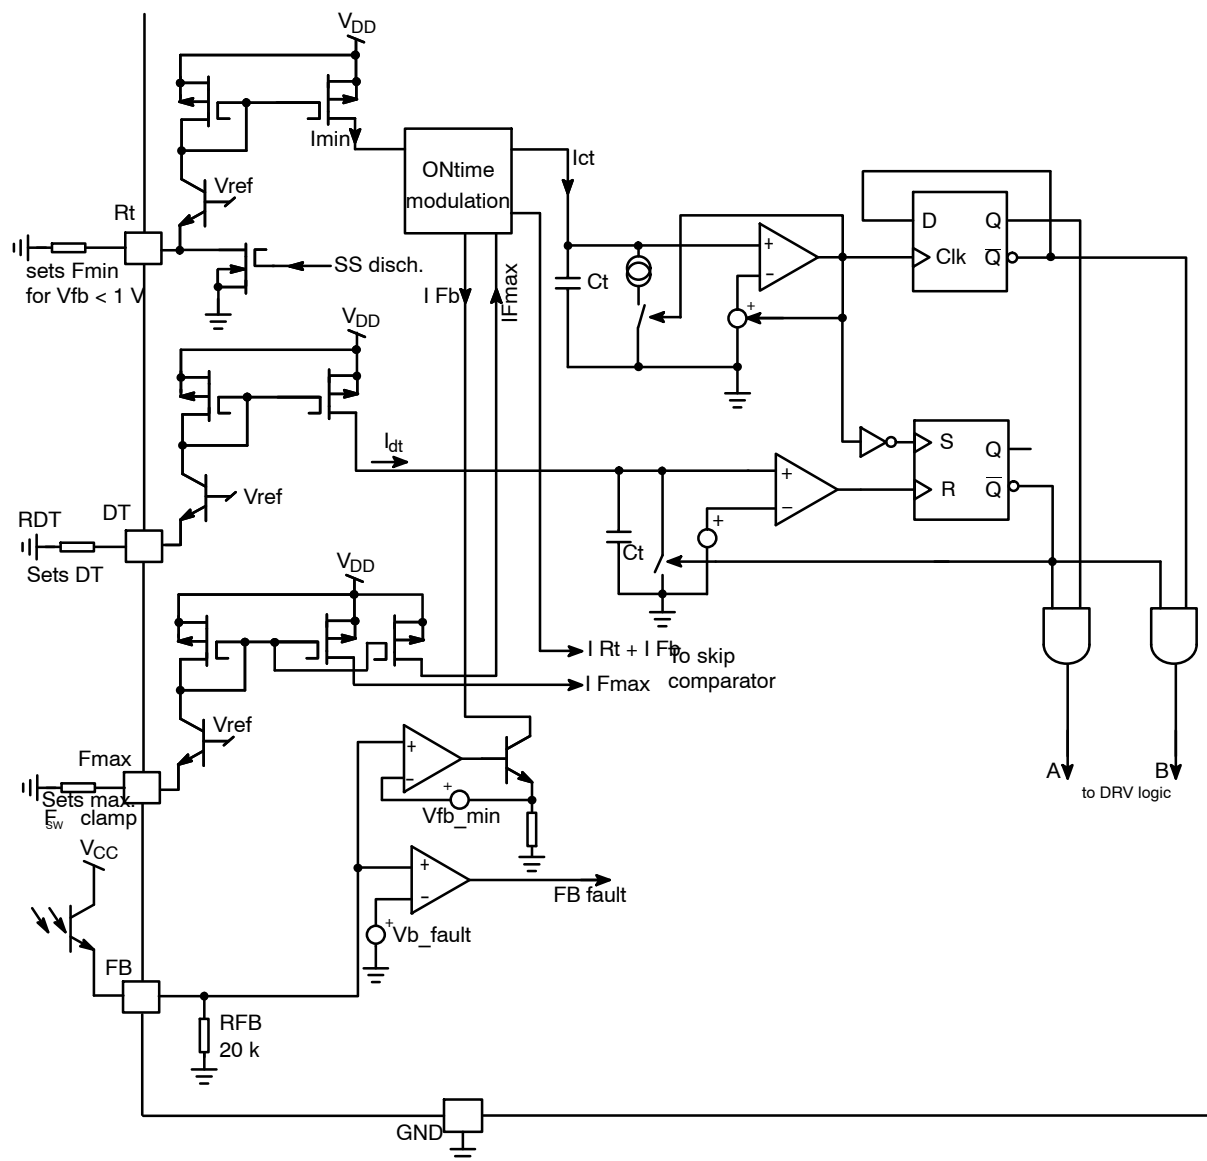 VDD
Imin
Vref
Rt
sets Fmin
for Vfb < 1 V
SS disch.
ONtime
modulation
Ict
I Fb
IFmax
+
−
Ct
+
D
Q
Clk
Q
VDD
Idt
Vref
RDT
DT
Sets DT
+
−
+
Ct
S
Q
R
Q
VDD
I Rt + I Fb
To skip
comparator
I Fmax
Vref
Fmax
Sets max.
Fsw clamp
+
−
+
Vfb_min
A
B
to DRV logic
VCC
+
−
+
FB fault
Vb_fault
FB
RFB
20 k
GND